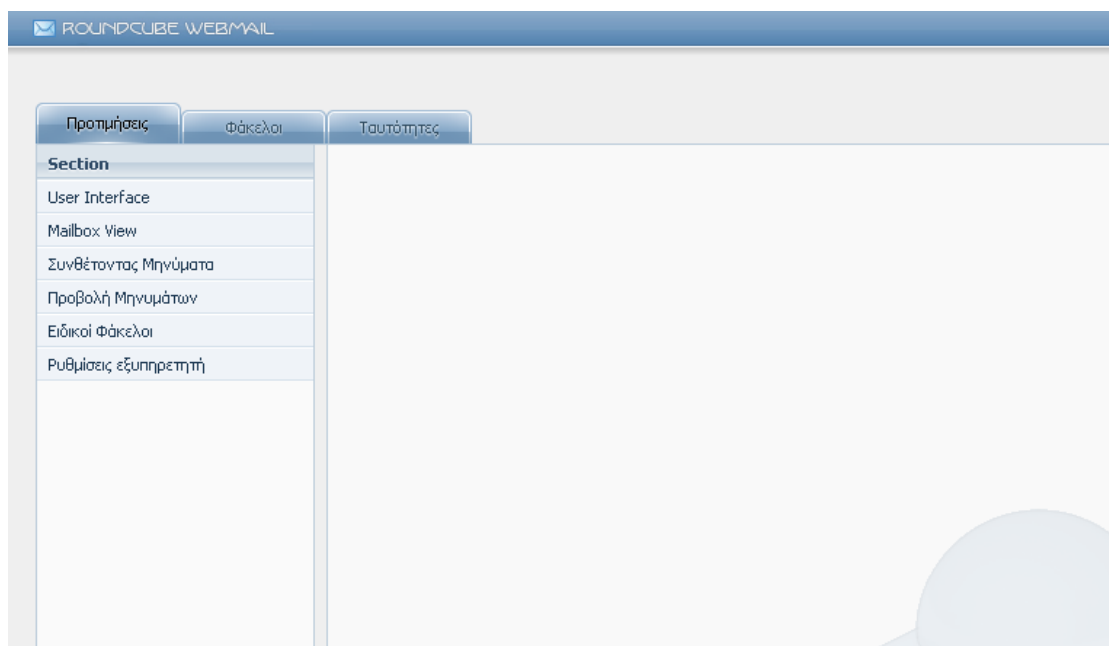 ROUNDCUBE WEBMAIL
Προτιμήσεις Φάκελοι Ταυτότητες
Section
User Interface
Mailbox View
Συνθέτοντας Μηνύματα
Προβολή Μηνυμάτων
Ειδικοί Φάκελοι
Ρυθμίσεις εξυπηρετητή